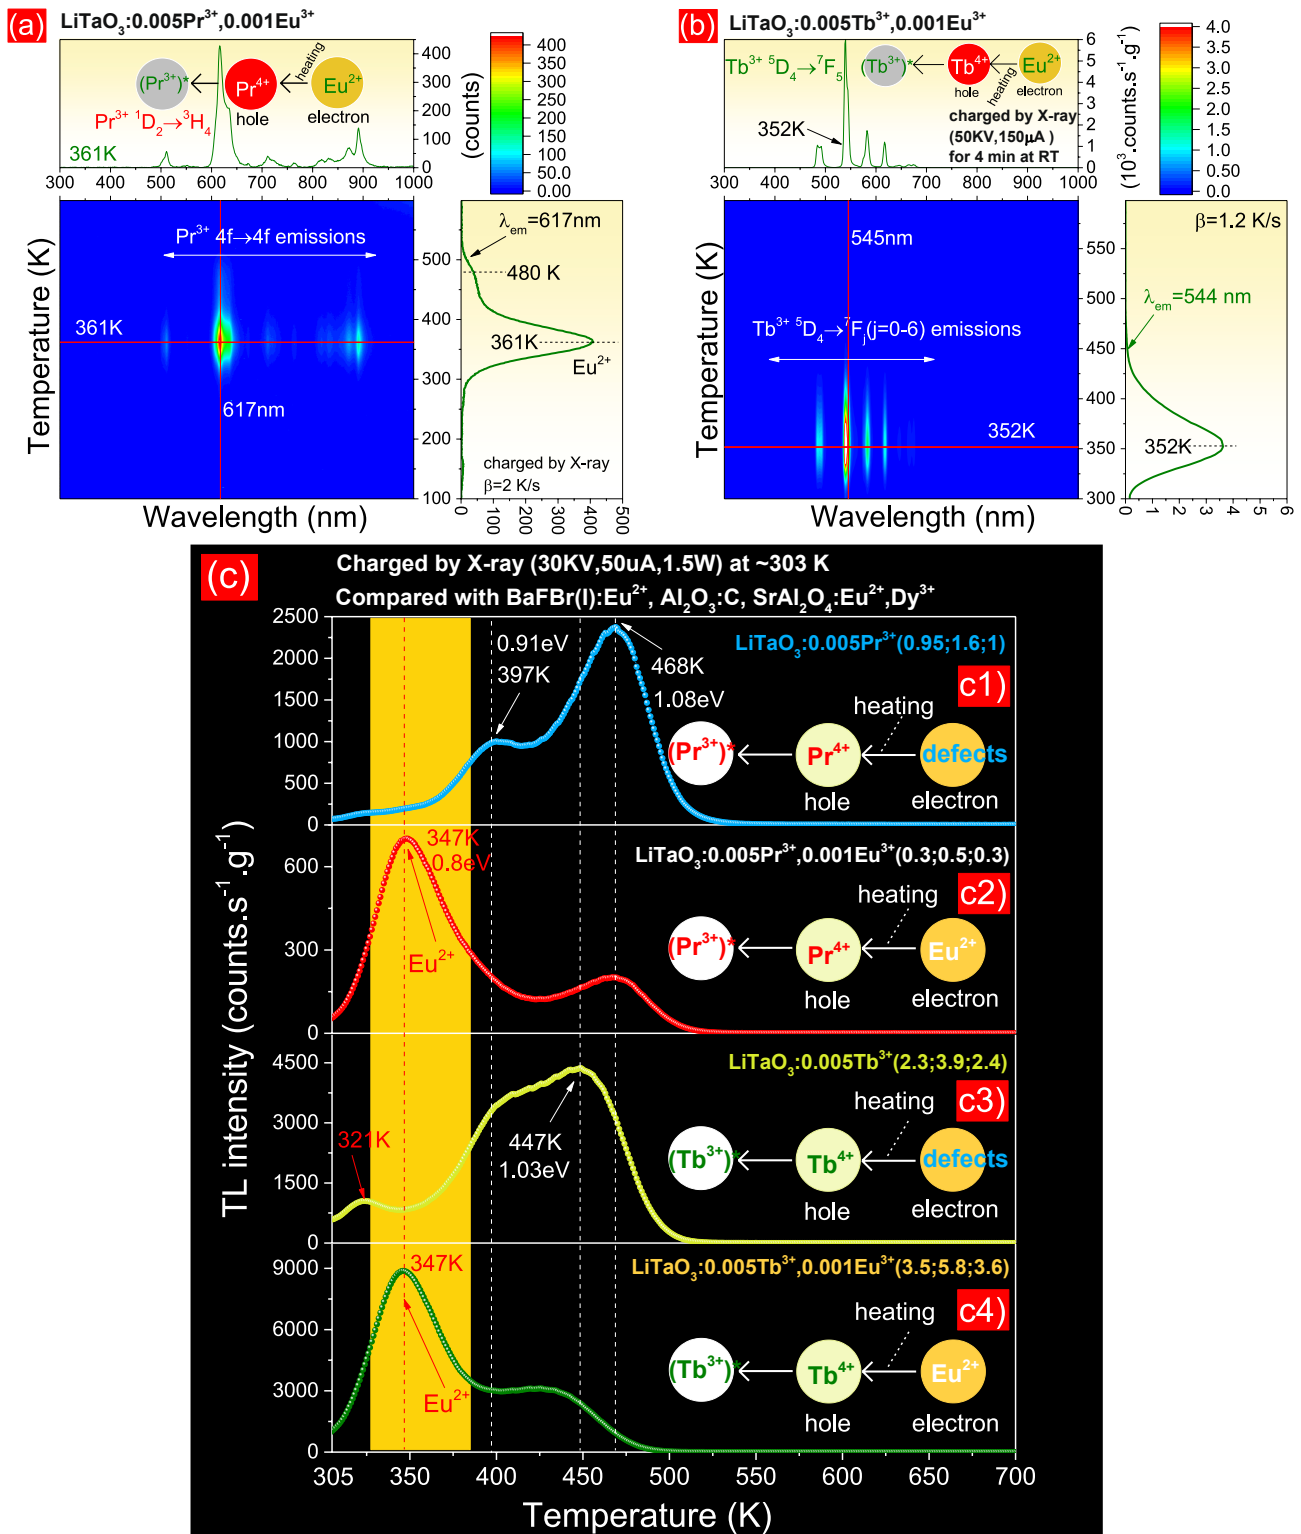 (a)
LiTaO3:0.005Pr³⁺,0.001Eu³⁺
400
300
200
100
0
(Pr³⁺)*
Pr⁴⁺
heating
Eu²⁺
hole
electron
Pr³⁺ ¹D₂→³H₄
361K
300 400 500 600 700 800 900 1000
(counts)
400.0
350.0
300.0
250.0
200.0
150.0
100.0
50.00
0.000
Temperature (K)
Pr³⁺ 4f→4f emissions
361K
617nm
Wavelength (nm)
500
400
300
200
100
λem=617nm
480 K
361K
Eu²⁺
charged by X-ray
β=2 K/s
0 100 200 300 400 500
(b)
LiTaO₃:0.005Tb³⁺,0.001Eu³⁺
Tb³⁺ ⁵D₄→⁷F₅
(Tb³⁺)*
Tb⁴⁺
heating
Eu²⁺
hole
electron
352K
charged by X-ray
(50KV,150μA )
for 4 min at RT
6
5
4
3
2
1
0
300 400 500 600 700 800 900 1000
(10³.counts.s⁻¹.g⁻¹)
4.0
3.5
3.0
2.5
2.0
1.5
1.0
0.50
0.0
Temperature (K)
545nm
Tb³⁺ ⁵D₄→⁷Fj(j=0-6) emissions
352K
Wavelength (nm)
550
500
450
400
350
300
β=1.2 K/s
λem=544 nm
352K
0 1 2 3 4 5 6
(c)
Charged by X-ray (30KV,50uA,1.5W) at ~303 K
Compared with BaFBr(I):Eu²⁺, Al₂O₃:C, SrAl₂O₄:Eu²⁺,Dy³⁺
TL intensity (counts.s⁻¹.g⁻¹)
2500
2250
1500
1000
500
0
0.91eV
397K
468K
1.08eV
LiTaO₃:0.005Pr³⁺(0.95;1.6;1)
c1)
heating
(Pr³⁺)*
Pr⁴⁺
defects
hole
electron
600
300
0
347K
0.8eV
Eu²⁺
LiTaO₃:0.005Pr³⁺,0.001Eu³⁺(0.3;0.5;0.3)
c2)
heating
(Pr³⁺)*
Pr⁴⁺
Eu²⁺
hole
electron
4500
3000
1500
0
321K
447K
1.03eV
LiTaO₃:0.005Tb³⁺(2.3;3.9;2.4)
c3)
heating
(Tb³⁺)*
Tb⁴⁺
defects
hole
electron
9000
6000
3000
0
347K
Eu²⁺
LiTaO₃:0.005Tb³⁺,0.001Eu³⁺(3.5;5.8;3.6)
c4)
heating
(Tb³⁺)*
Tb⁴⁺
Eu²⁺
hole
electron
305 350 400 450 500 550 600 650 700
Temperature (K)